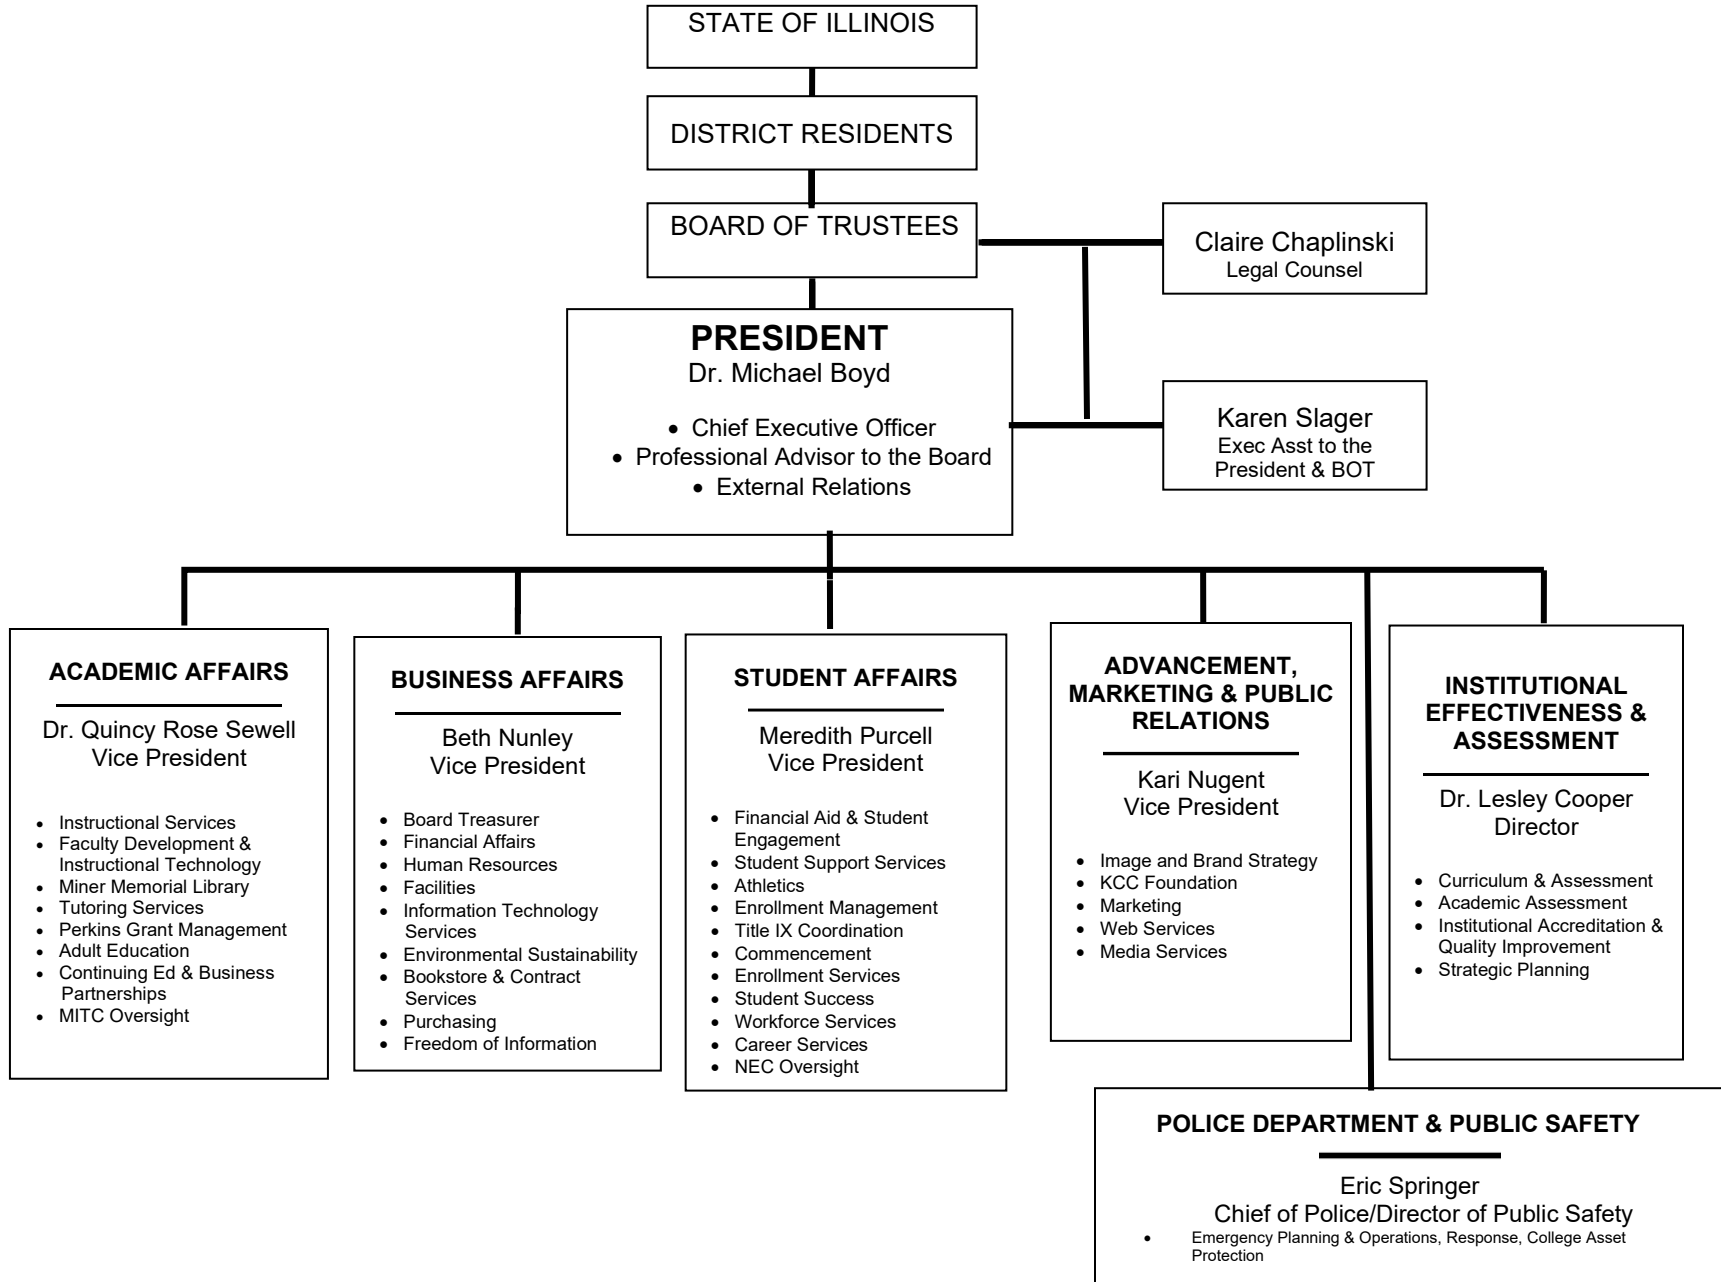 STATE OF ILLINOIS
DISTRICT RESIDENTS
BOARD OF TRUSTEES
Claire Chaplinski
Legal Counsel
PRESIDENT
Dr. Michael Boyd
• Chief Executive Officer
• Professional Advisor to the Board
• External Relations
Karen Slager
Exec Asst to the
President & BOT
ACADEMIC AFFAIRS
Dr. Quincy Rose Sewell
Vice President
• Instructional Services
• Faculty Development &
Instructional Technology
• Miner Memorial Library
• Tutoring Services
• Perkins Grant Management
• Adult Education
• Continuing Ed & Business
Partnerships
• MITC Oversight
BUSINESS AFFAIRS
Beth Nunley
Vice President
• Board Treasurer
• Financial Affairs
• Human Resources
• Facilities
• Information Technology
Services
• Environmental Sustainability
• Bookstore & Contract
Services
• Purchasing
• Freedom of Information
STUDENT AFFAIRS
Meredith Purcell
Vice President
• Financial Aid & Student
Engagement
• Student Support Services
• Athletics
• Enrollment Management
• Title IX Coordination
• Commencement
• Enrollment Services
• Student Success
• Workforce Services
• Career Services
• NEC Oversight
ADVANCEMENT,
MARKETING & PUBLIC
RELATIONS
Kari Nugent
Vice President
• Image and Brand Strategy
• KCC Foundation
• Marketing
• Web Services
• Media Services
INSTITUTIONAL
EFFECTIVENESS &
ASSESSMENT
Dr. Lesley Cooper
Director
• Curriculum & Assessment
• Academic Assessment
• Institutional Accreditation &
Quality Improvement
• Strategic Planning
POLICE DEPARTMENT & PUBLIC SAFETY
Eric Springer
Chief of Police/Director of Public Safety
• Emergency Planning & Operations, Response, College Asset
Protection